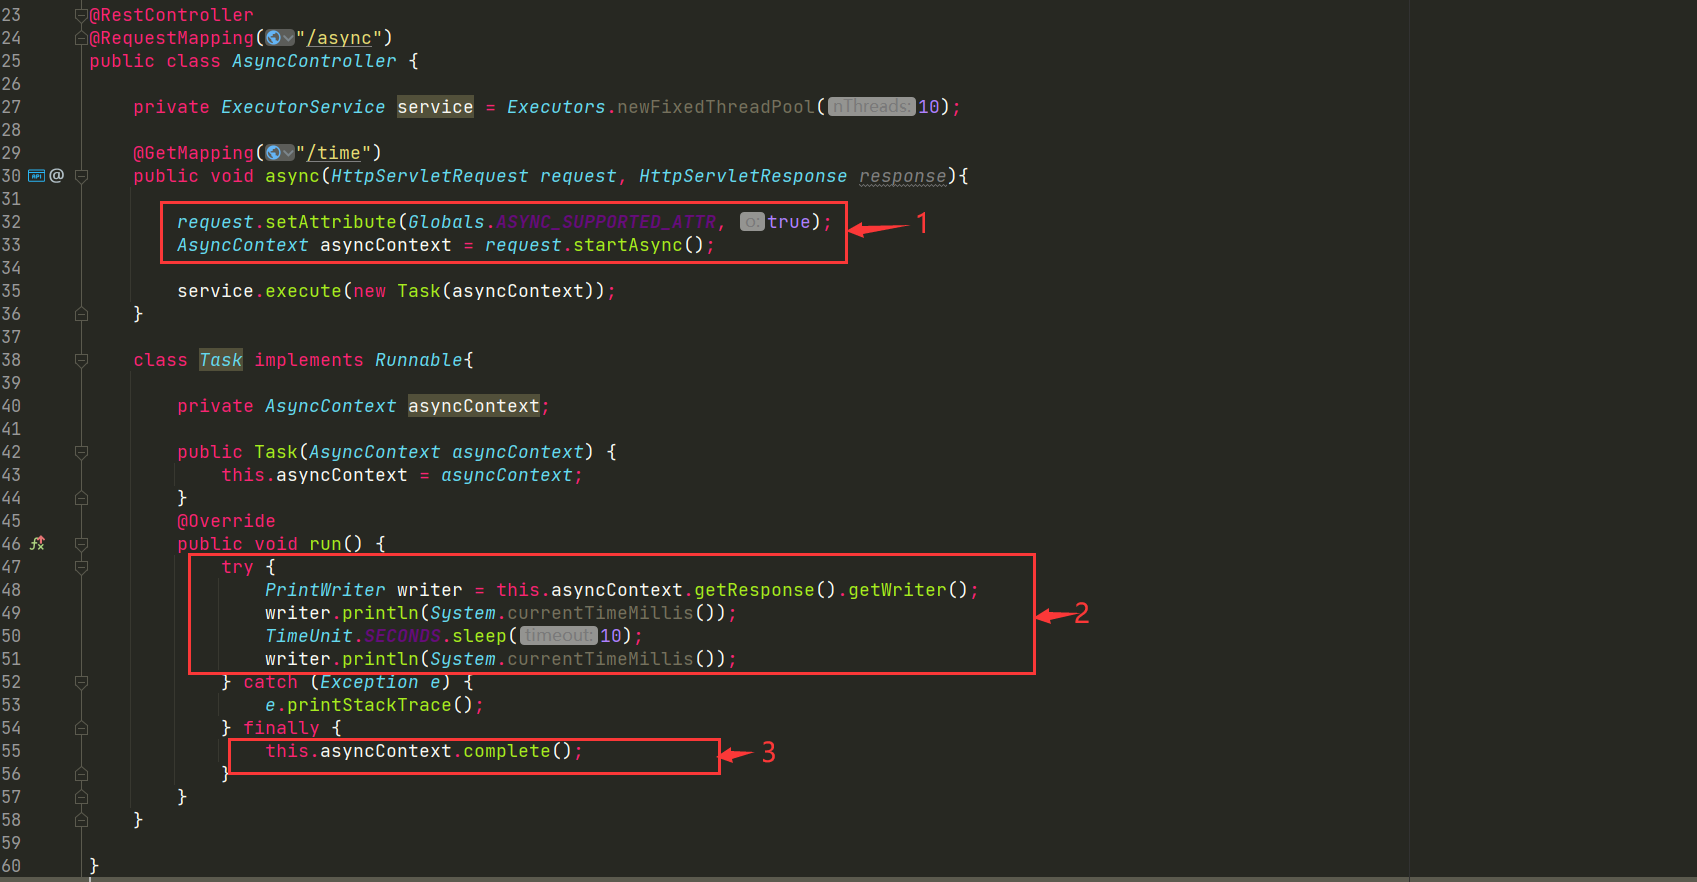 23 @RestController
24 @RequestMapping("/async")
25 public class AsyncController {
26
27 private ExecutorService service = Executors.newFixedThreadPool(nThreads: 10);
28
29 @GetMapping("/time")
30 API @ public void async(HttpServletRequest request, HttpServletResponse response){
31
32 request.setAttribute(Globals.ASYNC_SUPPORTED_ATTR, o: true); 1
33 AsyncContext asyncContext = request.startAsync();
34
35 service.execute(new Task(asyncContext));
36 }
37
38 class Task implements Runnable{
39
40 private AsyncContext asyncContext;
41
42 public Task(AsyncContext asyncContext) {
43 this.asyncContext = asyncContext;
44 }
45 @Override
46 public void run() {
47 try {
48 PrintWriter writer = this.asyncContext.getResponse().getWriter();
49 writer.println(System.currentTimeMillis()); 2
50 TimeUnit.SECONDS.sleep(timeout: 10);
51 writer.println(System.currentTimeMillis());
52 } catch (Exception e) {
53 e.printStackTrace();
54 } finally {
55 this.asyncContext.complete(); 3
56 }
57 }
58 }
59
60 }